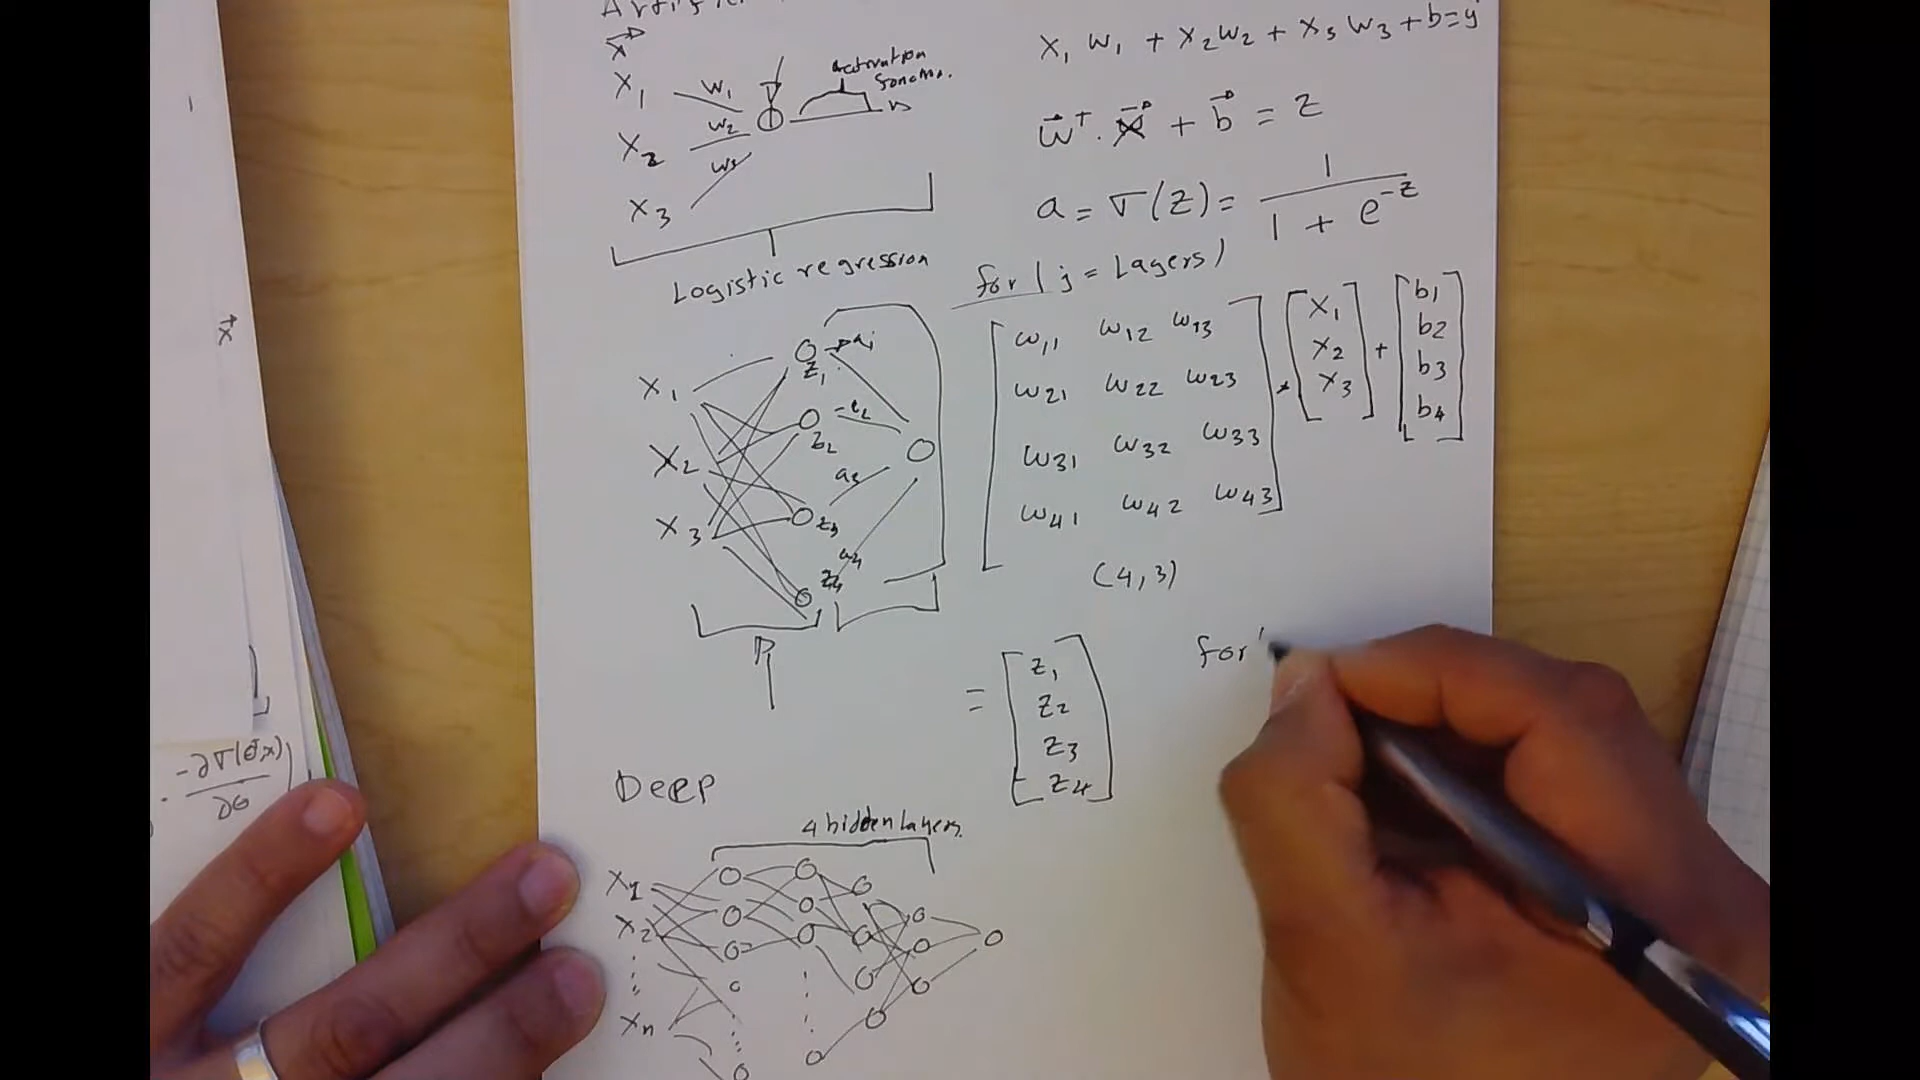 x⃗
x₁ w₁
x₂ w₂
x₃ w₃
activation
Logistic regression
x₁ w₁ + x₂w₂ + x₃ w₃ + b = y
w⃗ᵀ . x⃗ + b⃗ = z
a = σ(z) = 1 / (1 + e^-z)
for ( j = Layers )
x₁ z₁
x₂ z₂
x₃ a₃ z₃
a₄ z₄
w₁₁ w₁₂ w₁₃ x₁ b₁
w₂₁ w₂₂ w₂₃ . x₂ + b₂
w₃₁ w₃₂ w₃₃ x₃ b₃
w₄₁ w₄₂ w₄₃ b₄
(4,3)
= z₁
z₂
z₃
z₄
for (
Deep
4 hidden Layers.
x₁
x₂
xₙ
x⃗